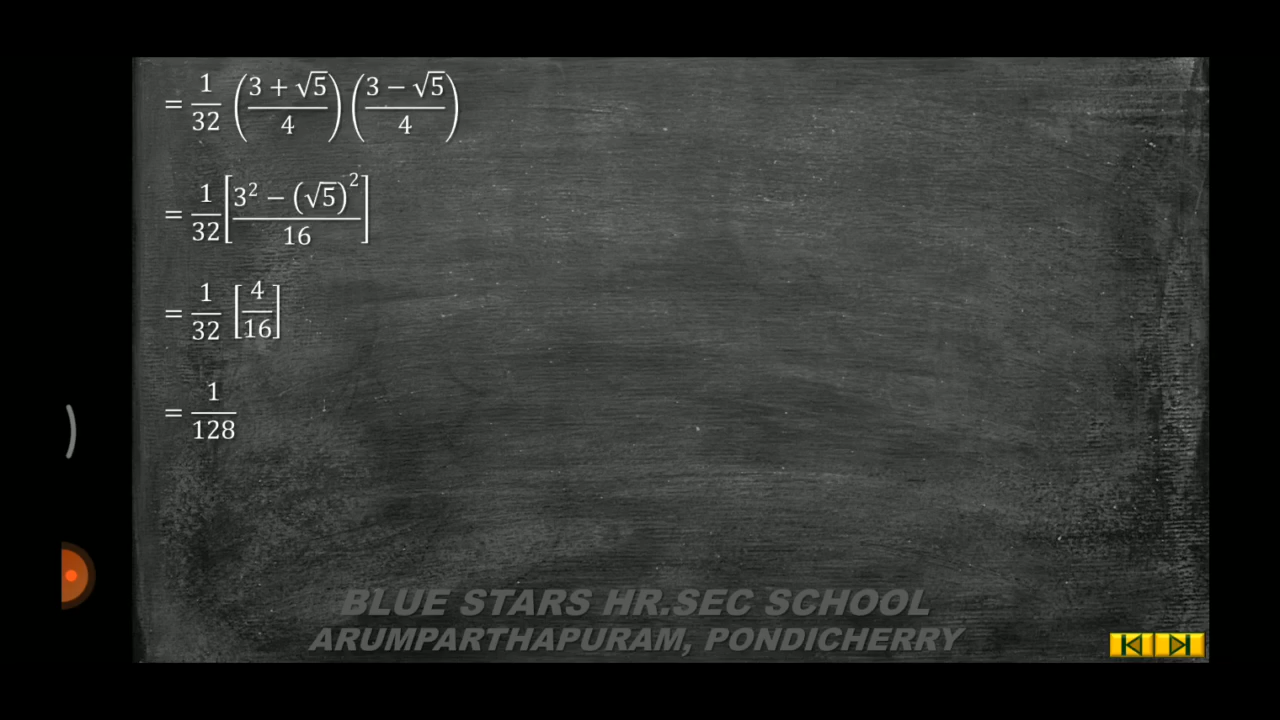 = 1/32 ((3 + √5)/4) ((3 − √5)/4)
= 1/32 [(3² − (√5)²)/16]
= 1/32 [4/16]
= 1/128
BLUE STARS HR.SEC SCHOOL
ARUMPARTHAPURAM, PONDICHERRY